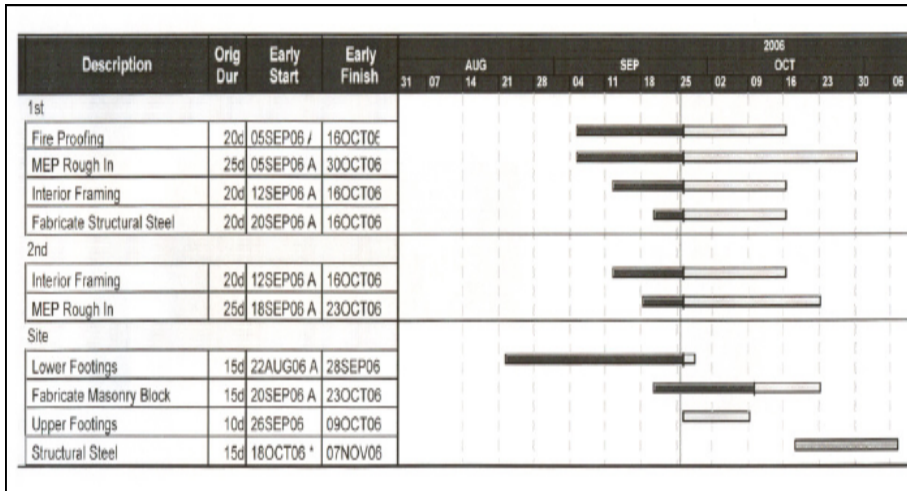 2006
Description Orig Dur Early Start Early Finish AUG SEP OCT
31 07 14 21 28 04 11 18 25 02 09 16 23 30 06
1st
Fire Proofing 20d 05SEP06 A 16OCT06
MEP Rough In 25d 05SEP06 A 30OCT06
Interior Framing 20d 12SEP06 A 16OCT06
Fabricate Structural Steel 20d 20SEP06 A 16OCT06
2nd
Interior Framing 20d 12SEP06 A 16OCT06
MEP Rough In 25d 18SEP06 A 23OCT06
Site
Lower Footings 15d 22AUG06 A 28SEP06
Fabricate Masonry Block 15d 20SEP06 A 23OCT06
Upper Footings 10d 26SEP06 09OCT06
Structural Steel 15d 18OCT06 * 07NOV06